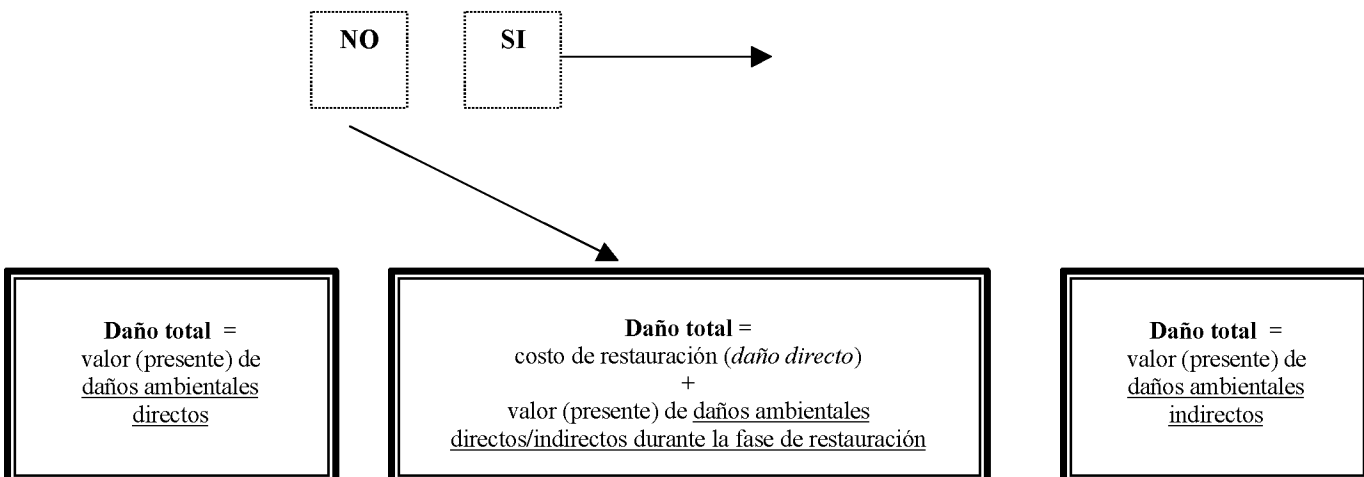 NO
SI
Daño total =
valor (presente) de
daños ambientales
directos
Daño total =
costo de restauración (daño directo)
+
valor (presente) de daños ambientales
directos/indirectos durante la fase de restauración
Daño total =
valor (presente) de
daños ambientales
indirectos